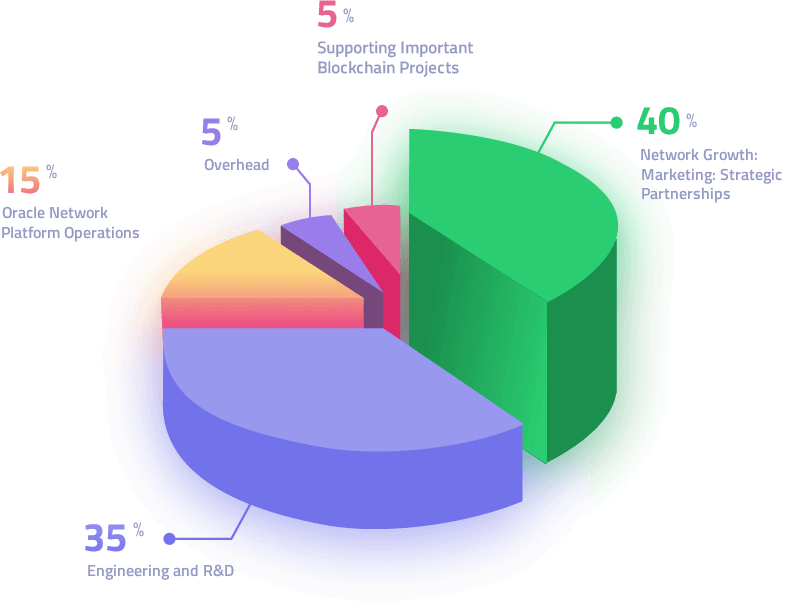 5 %
Supporting Important
Blockchain Projects
40 %
Network Growth:
Marketing: Strategic
Partnerships
5 %
Overhead
15 %
Oracle Network
Platform Operations
35 %
Engineering and R&D